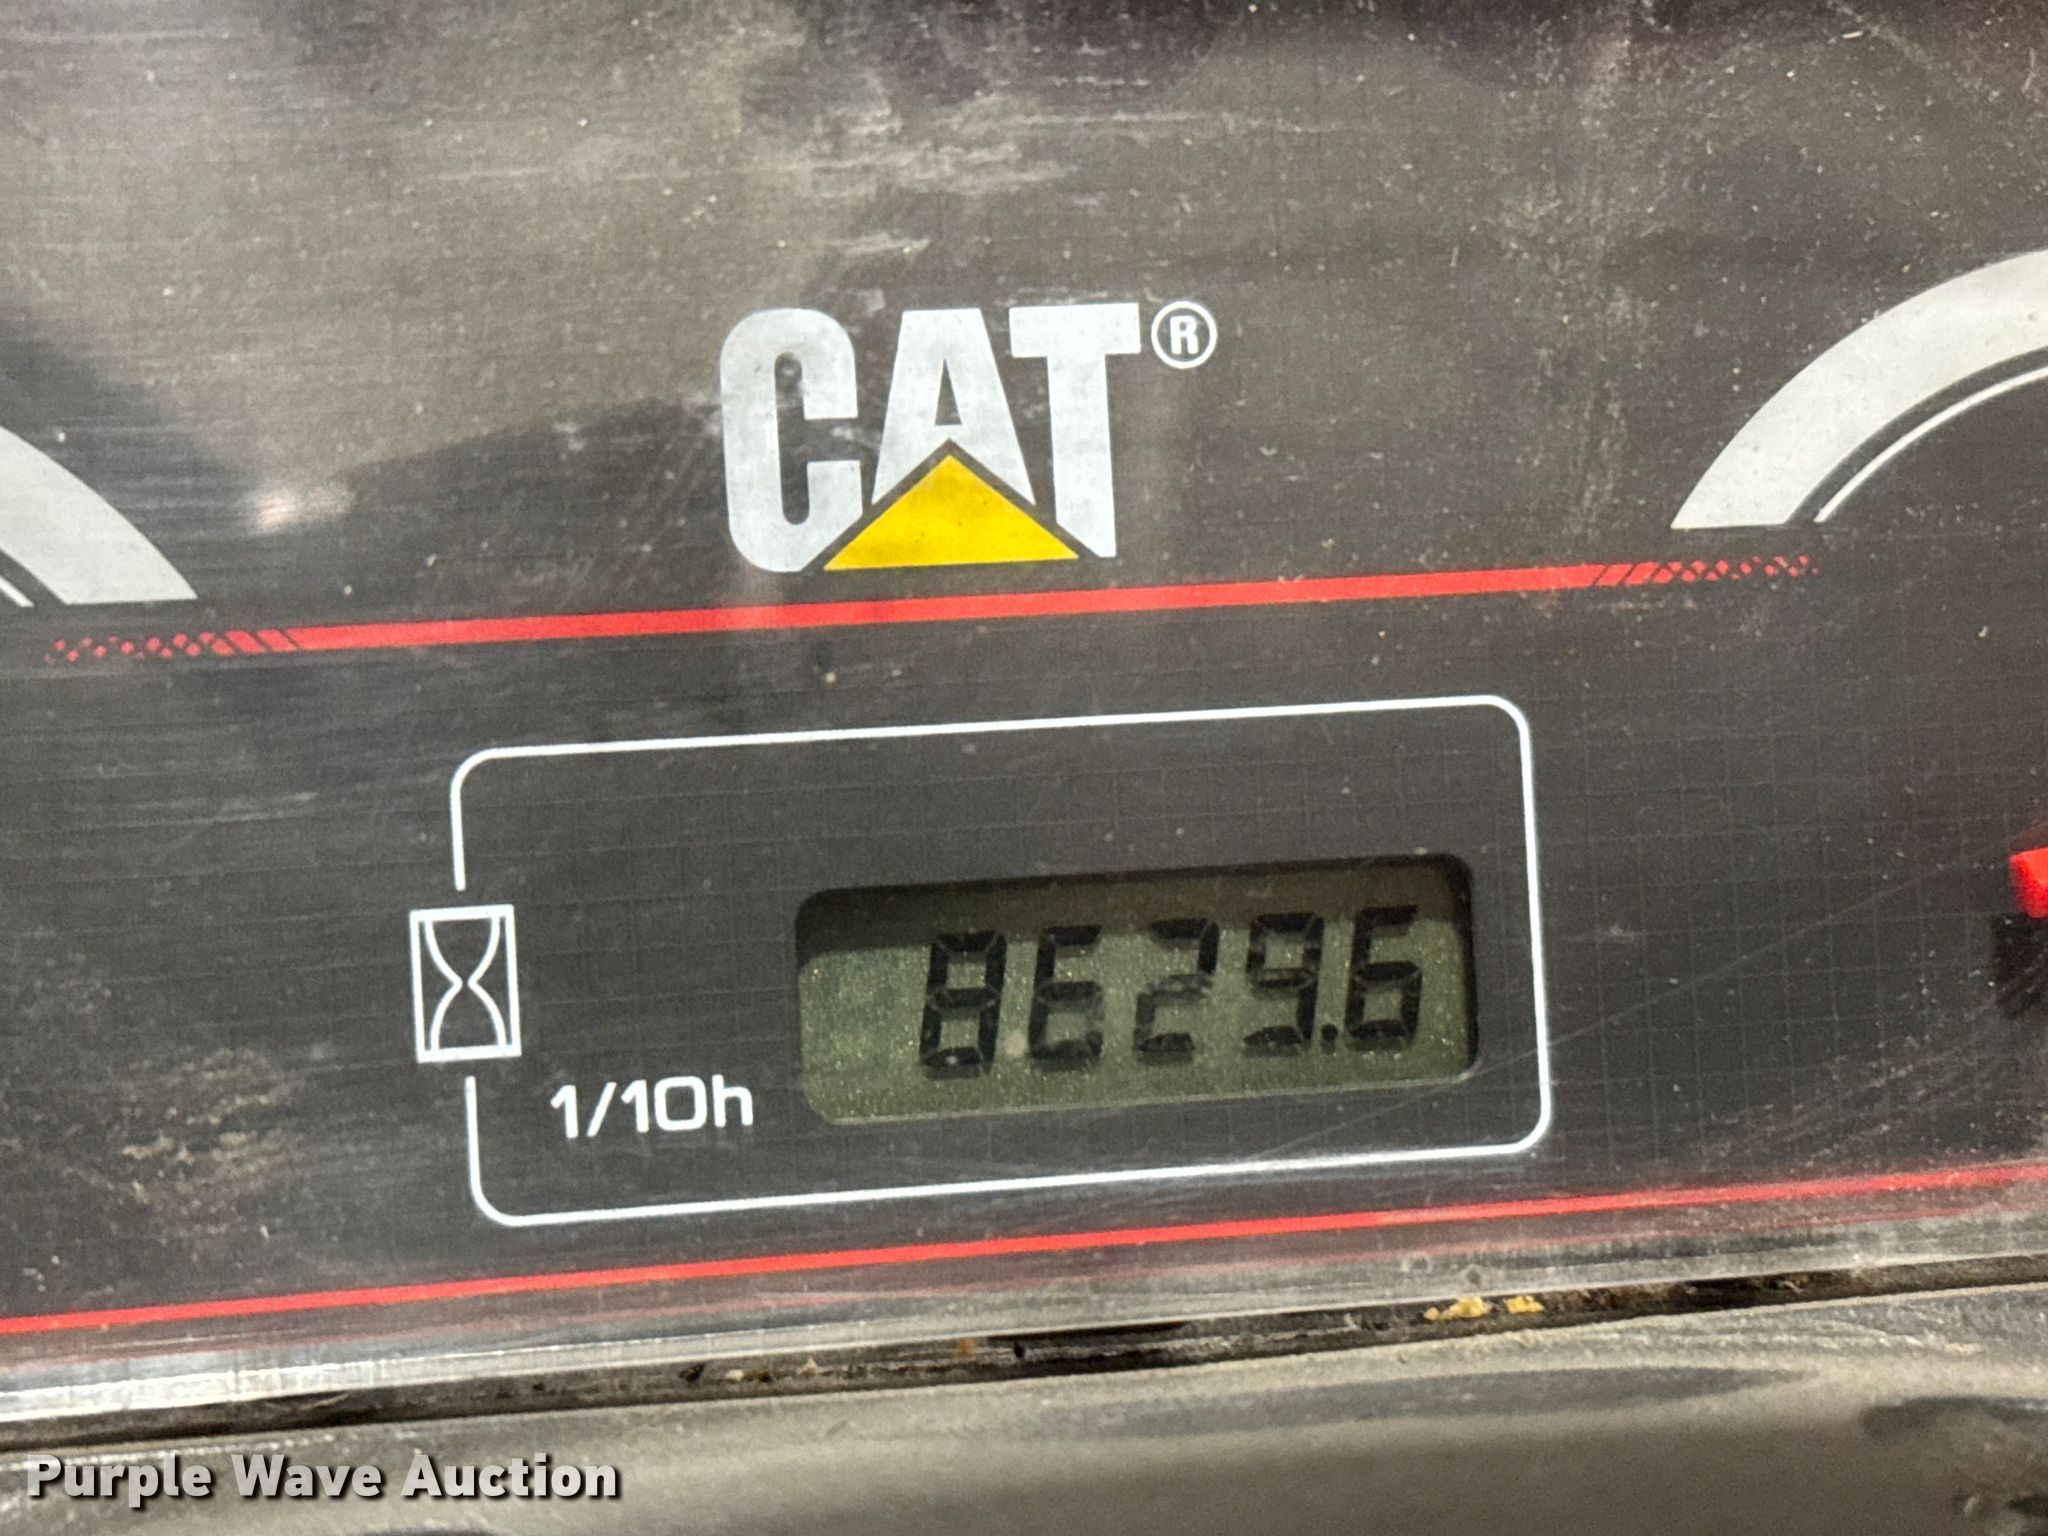 CAT®
8629.6
1/10h
Purple Wave Auction